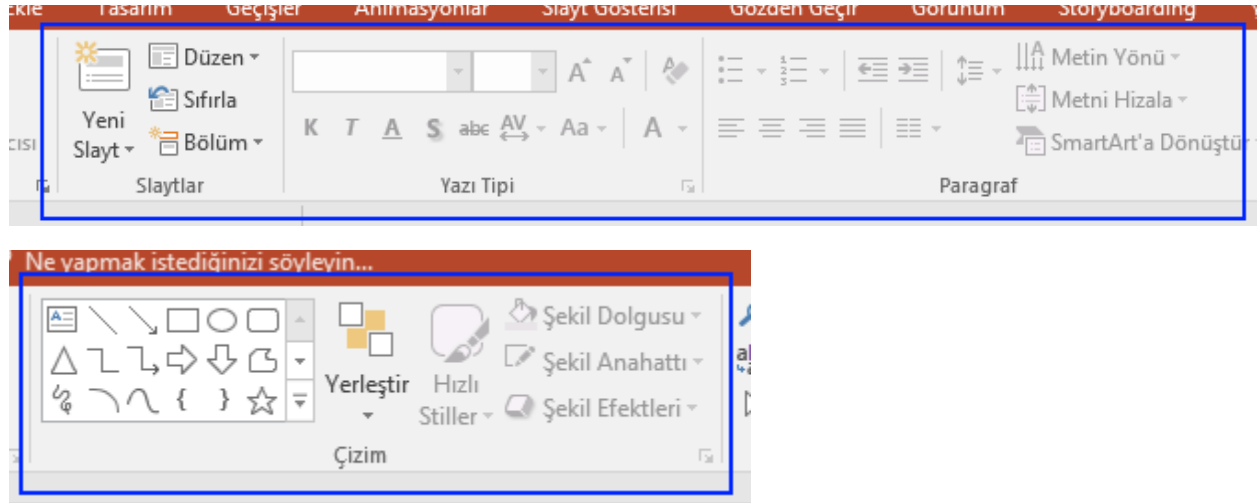 Ekle Tasarım Geçişler Animasyonlar Slayt Gösterisi Gözden Geçir Görünüm Storyboarding
Yeni Slayt
Düzen
Sıfırla
Bölüm
Slaytlar
K T A S abc AV Aa A
Yazı Tipi
Metin Yönü
Metni Hizala
SmartArt'a Dönüştür
Paragraf
Ne yapmak istediğinizi söyleyin...
Yerleştir
Hızlı
Stiller
Şekil Dolgusu
Şekil Anahattı
Şekil Efektleri
Çizim